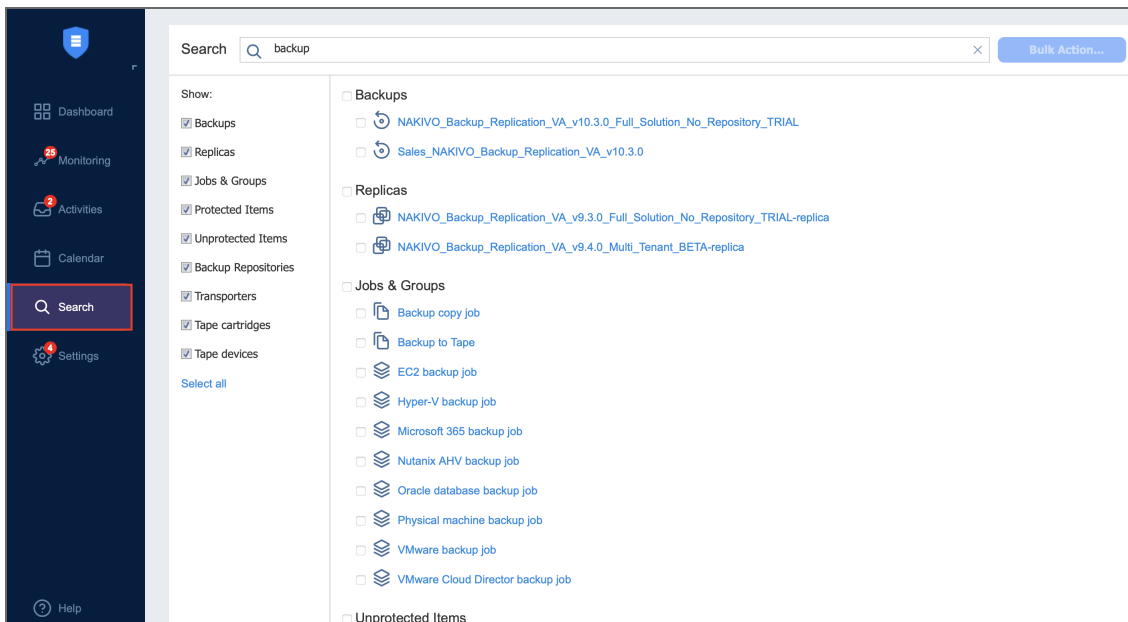 Search
backup
Bulk Action...
Dashboard
25
Monitoring
2
Activities
Calendar
Search
4
Settings
Help
Show:
Backups
Replicas
Jobs & Groups
Protected Items
Unprotected Items
Backup Repositories
Transporters
Tape cartridges
Tape devices
Select all
Backups
NAKIVO_Backup_Replication_VA_v10.3.0_Full_Solution_No_Repository_TRIAL
Sales_NAKIVO_Backup_Replication_VA_v10.3.0
Replicas
NAKIVO_Backup_Replication_VA_v9.3.0_Full_Solution_No_Repository_TRIAL-replica
NAKIVO_Backup_Replication_VA_v9.4.0_Multi_Tenant_BETA-replica
Jobs & Groups
Backup copy job
Backup to Tape
EC2 backup job
Hyper-V backup job
Microsoft 365 backup job
Nutanix AHV backup job
Oracle database backup job
Physical machine backup job
VMware backup job
VMware Cloud Director backup job
Unprotected Items